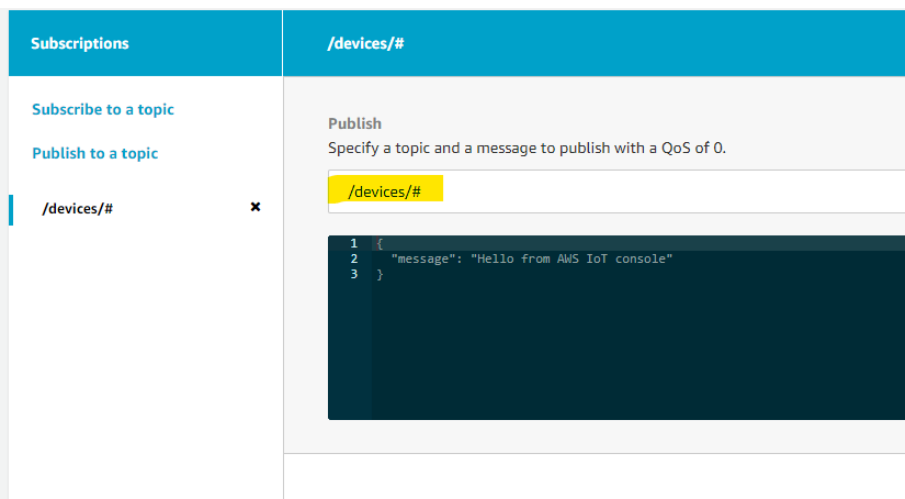 Subscriptions
/devices/#
Subscribe to a topic
Publish to a topic
/devices/# ×
Publish
Specify a topic and a message to publish with a QoS of 0.
/devices/#
1 {
2 "message": "Hello from AWS IoT console"
3 }